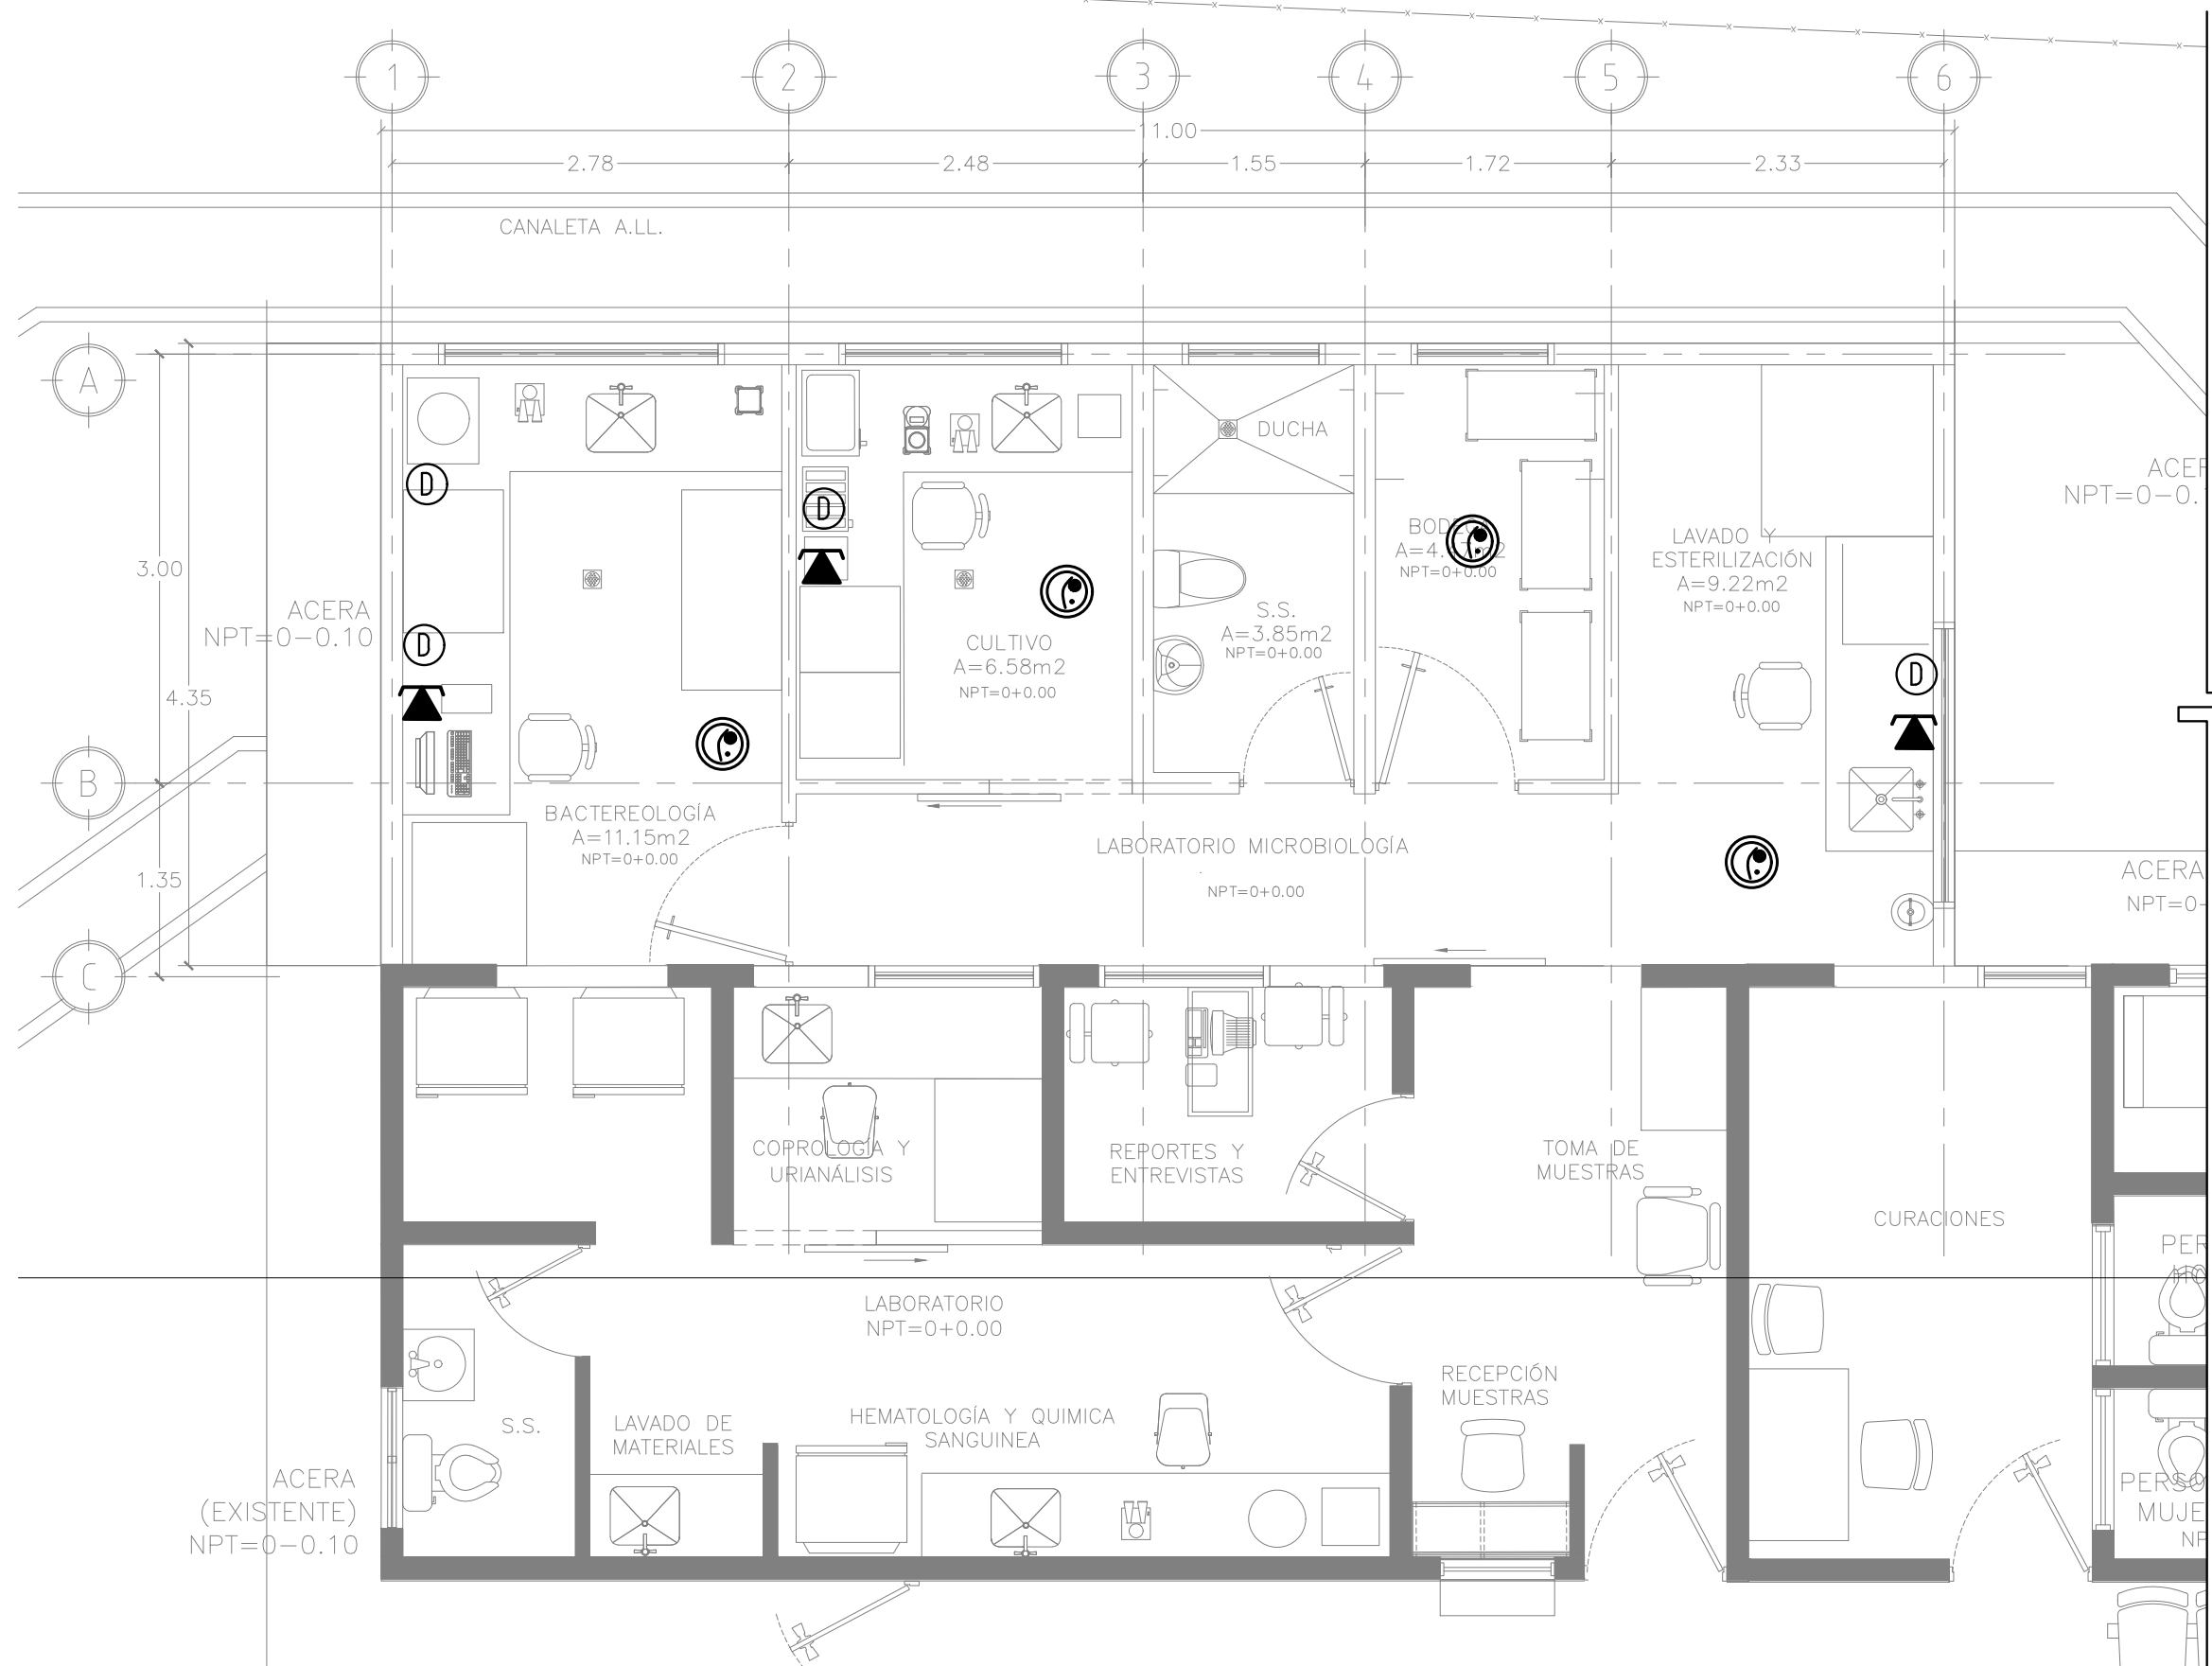 1
2
3
4
5
6
11.00
2.78
2.48
1.55
1.72
2.33
CANALETA A.LL.
A
B
C
3.00
4.35
1.35
ACERA
NPT=0-0.10
D
D
D
D
DUCHA
LAVADO Y
ESTERILIZACIÓN
A=9.22m2
NPT=0+0.00
NPT=0+0.00
S.S.
A=3.85m2
NPT=0+0.00
CULTIVO
A=6.58m2
NPT=0+0.00
BACTEREOLOGÍA
A=11.15m2
NPT=0+0.00
LABORATORIO MICROBIOLOGÍA
NPT=0+0.00
ACERA
NPT=0-
COPROLOGÍA Y
URIANÁLISIS
REPORTES Y
ENTREVISTAS
TOMA DE
MUESTRAS
CURACIONES
LABORATORIO
NPT=0+0.00
RECEPCIÓN
MUESTRAS
S.S.
LAVADO DE
MATERIALES
HEMATOLOGÍA Y QUIMICA
SANGUINEA
ACERA
(EXISTENTE)
NPT=0-0.10